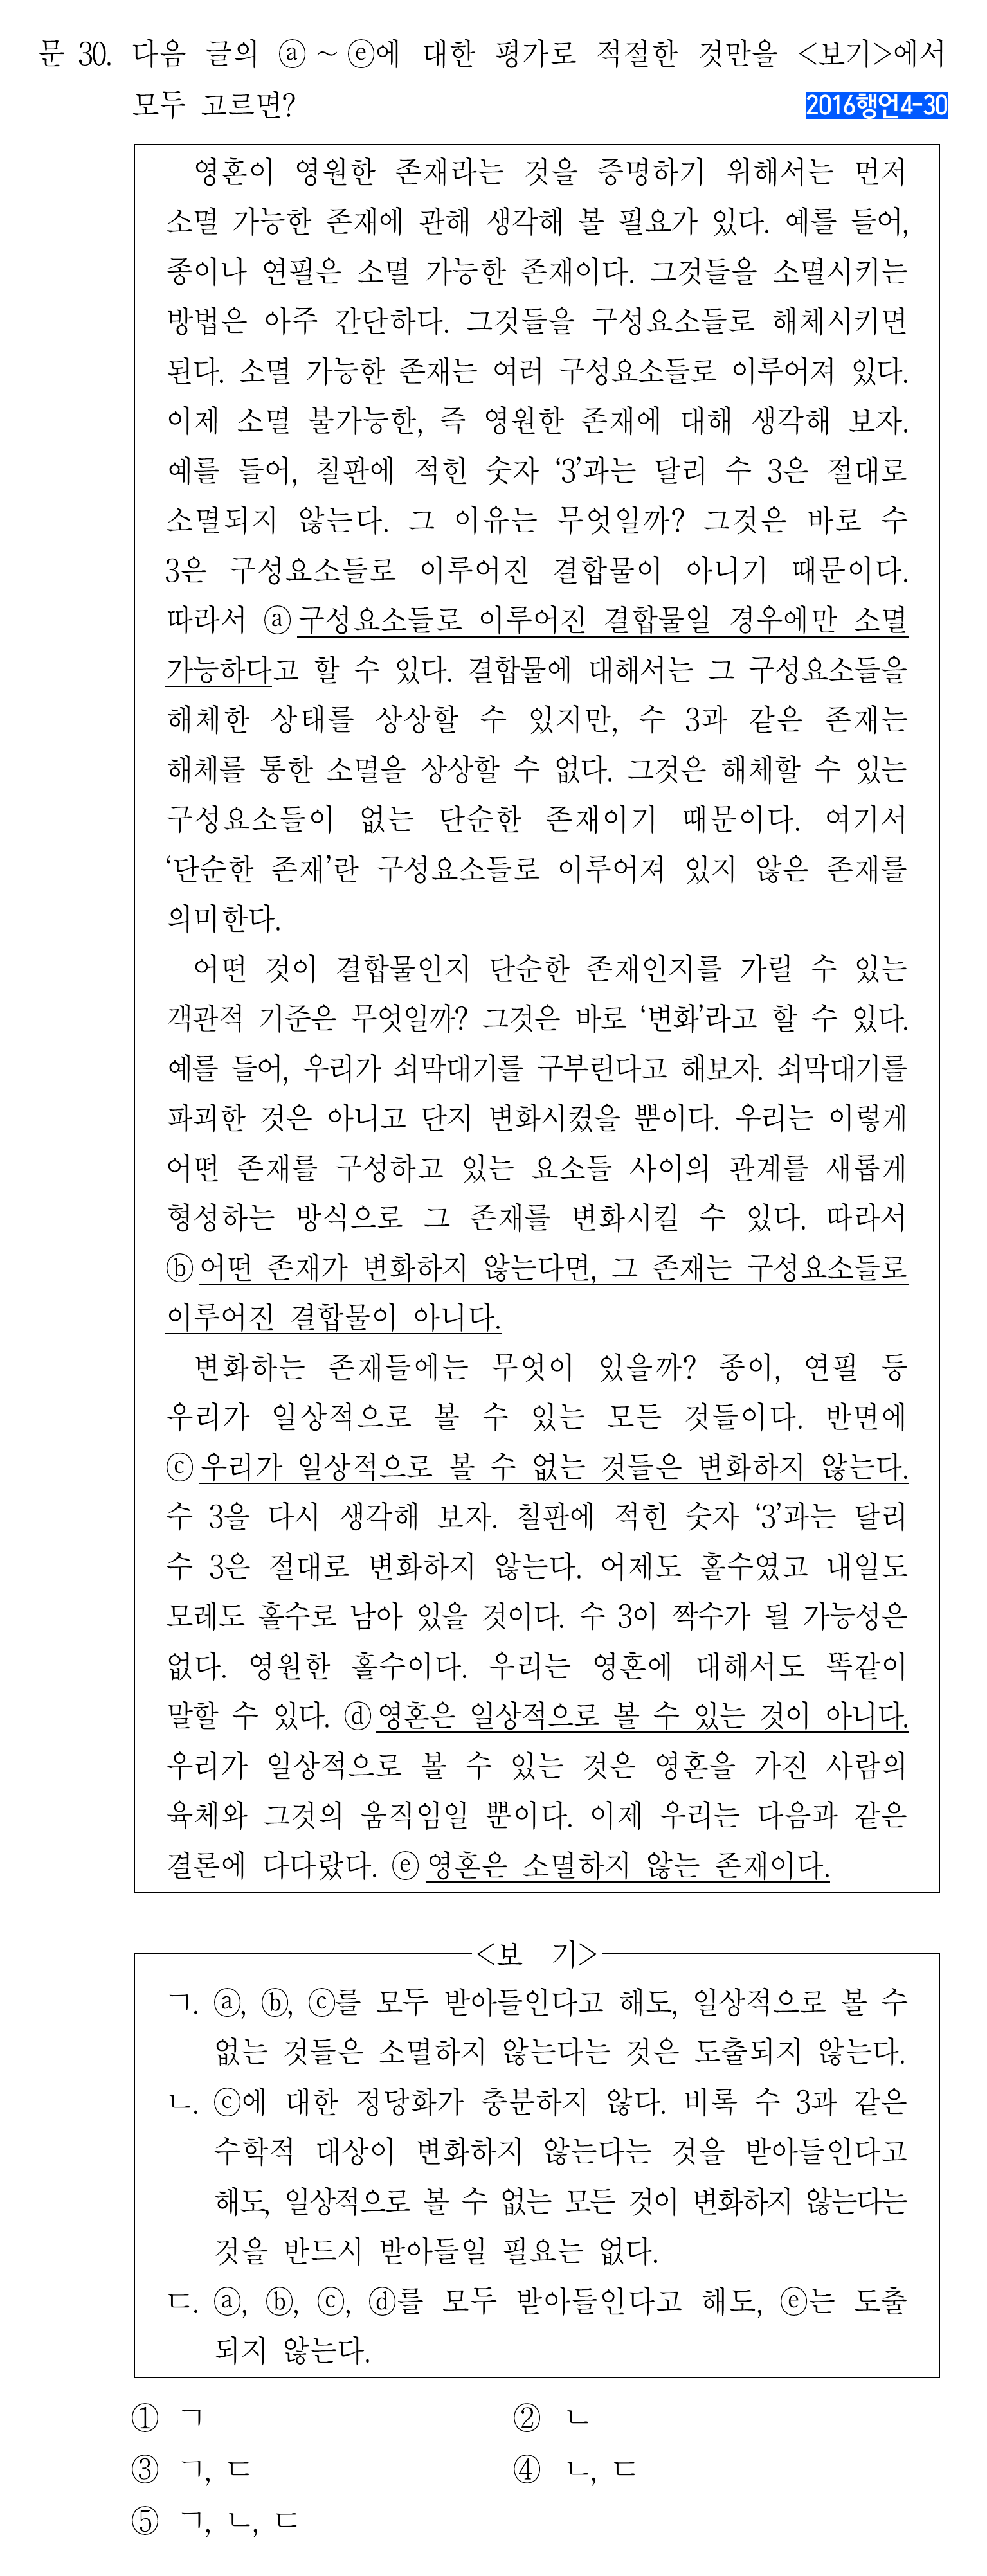 문 30. 다음 글의 ⓐ ~ ⓔ에 대한 평가로 적절한 것만을 <보기>에서
모두 고르면?
2016행언4-30
영혼이 영원한 존재라는 것을 증명하기 위해서는 먼저
소멸 가능한 존재에 관해 생각해 볼 필요가 있다. 예를 들어,
종이나 연필은 소멸 가능한 존재이다. 그것들을 소멸시키는
방법은 아주 간단하다. 그것들을 구성요소들로 해체시키면
된다. 소멸 가능한 존재는 여러 구성요소들로 이루어져 있다.
이제 소멸 불가능한, 즉 영원한 존재에 대해 생각해 보자.
예를 들어, 칠판에 적힌 숫자 ‘3’과는 달리 수 3은 절대로
소멸되지 않는다. 그 이유는 무엇일까? 그것은 바로 수
3은 구성요소들로 이루어진 결합물이 아니기 때문이다.
따라서 ⓐ구성요소들로 이루어진 결합물일 경우에만 소멸
가능하다고 할 수 있다. 결합물에 대해서는 그 구성요소들을
해체한 상태를 상상할 수 있지만, 수 3과 같은 존재는
해체를 통한 소멸을 상상할 수 없다. 그것은 해체할 수 있는
구성요소들이 없는 단순한 존재이기 때문이다. 여기서
‘단순한 존재’란 구성요소들로 이루어져 있지 않은 존재를
의미한다.
어떤 것이 결합물인지 단순한 존재인지를 가릴 수 있는
객관적 기준은 무엇일까? 그것은 바로 ‘변화’라고 할 수 있다.
예를 들어, 우리가 쇠막대기를 구부린다고 해보자. 쇠막대기를
파괴한 것은 아니고 단지 변화시켰을 뿐이다. 우리는 이렇게
어떤 존재를 구성하고 있는 요소들 사이의 관계를 새롭게
형성하는 방식으로 그 존재를 변화시킬 수 있다. 따라서
ⓑ어떤 존재가 변화하지 않는다면, 그 존재는 구성요소들로
이루어진 결합물이 아니다.
변화하는 존재들에는 무엇이 있을까? 종이, 연필 등
우리가 일상적으로 볼 수 있는 모든 것들이다. 반면에
ⓒ우리가 일상적으로 볼 수 없는 것들은 변화하지 않는다.
수 3을 다시 생각해 보자. 칠판에 적힌 숫자 ‘3’과는 달리
수 3은 절대로 변화하지 않는다. 어제도 홀수였고 내일도
모레도 홀수로 남아 있을 것이다. 수 3이 짝수가 될 가능성은
없다. 영원한 홀수이다. 우리는 영혼에 대해서도 똑같이
말할 수 있다. ⓓ영혼은 일상적으로 볼 수 있는 것이 아니다.
우리가 일상적으로 볼 수 있는 것은 영혼을 가진 사람의
육체와 그것의 움직임일 뿐이다. 이제 우리는 다음과 같은
결론에 다다랐다. ⓔ영혼은 소멸하지 않는 존재이다.
<보 기>
ㄱ. ⓐ, ⓑ, ⓒ를 모두 받아들인다고 해도, 일상적으로 볼 수
없는 것들은 소멸하지 않는다는 것은 도출되지 않는다.
ㄴ. ⓒ에 대한 정당화가 충분하지 않다. 비록 수 3과 같은
수학적 대상이 변화하지 않는다는 것을 받아들인다고
해도, 일상적으로 볼 수 없는 모든 것이 변화하지 않는다는
것을 반드시 받아들일 필요는 없다.
ㄷ. ⓐ, ⓑ, ⓒ, ⓓ를 모두 받아들인다고 해도, ⓔ는 도출
되지 않는다.
① ㄱ ② ㄴ
③ ㄱ, ㄷ ④ ㄴ, ㄷ
⑤ ㄱ, ㄴ, ㄷ